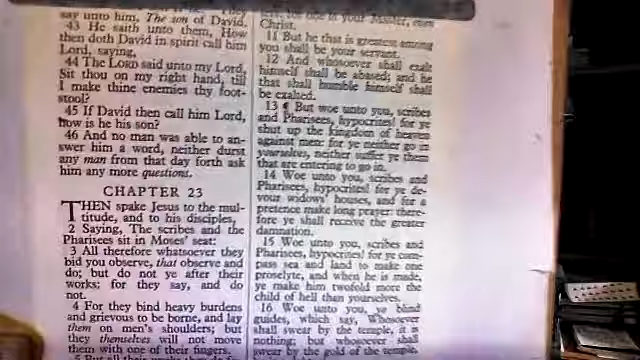 say unto him, The son of David.
43 He saith unto them, How
then doth David in spirit call him
Lord, saying,
44 The LORD said unto my Lord,
Sit thou on my right hand, till
I make thine enemies thy foot-
stool?
45 If David then call him Lord,
how is he his son?
46 And no man was able to an-
swer him a word, neither durst
any man from that day forth ask
him any more questions.
CHAPTER 23
THEN spake Jesus to the mul-
titude, and to his disciples,
2 Saying, The scribes and the
Pharisees sit in Moses' seat:
3 All therefore whatsoever they
bid you observe, that observe and
do; but do not ye after their
works: for they say, and do
not.
4 For they bind heavy burdens
and grievous to be borne, and lay
them on men's shoulders; but
they themselves will not move
them with one of their fingers.
for one is your Master, even
Christ.
11 But he that is greatest among
you shall be your servant.
12 And whosoever shall exalt
himself shall be abased; and he
that shall humble himself shall
be exalted.
13 ¶ But woe unto you, scribes
and Pharisees, hypocrites! for ye
shut up the kingdom of heaven
against men: for ye neither go in
yourselves, neither suffer ye them
that are entering to go in.
14 Woe unto you, scribes and
Pharisees, hypocrites! for ye de-
vour widows' houses, and for a
pretence make long prayer: there-
fore ye shall receive the greater
damnation.
15 Woe unto you, scribes and
Pharisees, hypocrites! for ye com-
pass sea and land to make one
proselyte, and when he is made,
ye make him twofold more the
child of hell than yourselves.
16 Woe unto you, ye blind
guides, which say, Whosoever
shall swear by the temple, it is
nothing; but whosoever shall
swear by the gold of the temple,